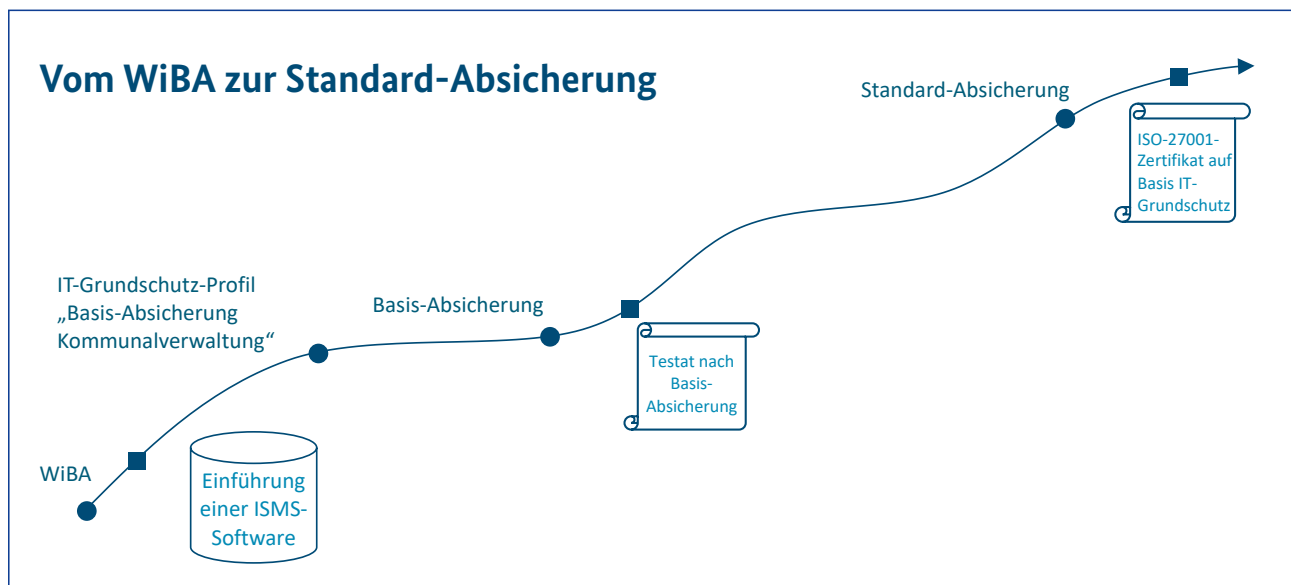 Vom WiBA zur Standard-Absicherung
Standard-Absicherung
ISO-27001-
Zertifikat auf
Basis IT-
Grundschutz
IT-Grundschutz-Profil
„Basis-Absicherung
Kommunalverwaltung“
Basis-Absicherung
Testat nach
Basis-
Absicherung
WiBA
Einführung
einer ISMS-
Software